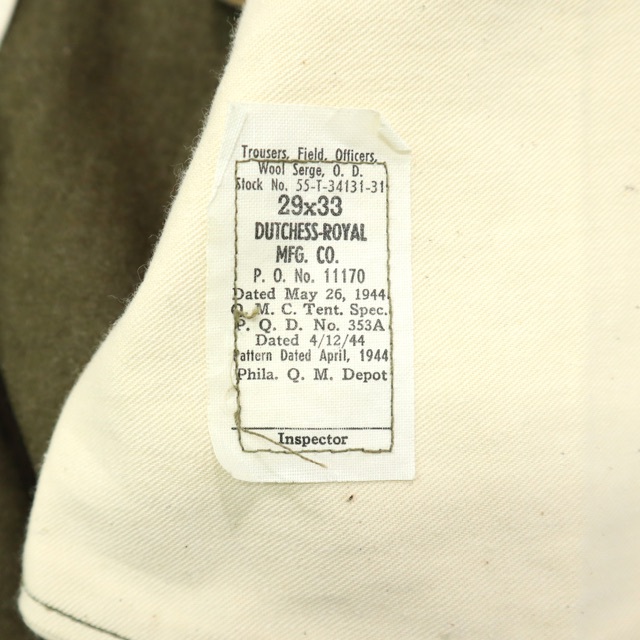 Trousers, Field, Officers,
Wool Serge, O. D.
Stock No. 55-T-34131-31
29x33
DUTCHESS-ROYAL
MFG. CO.
P. O. No. 11170
Dated May 26, 1944
Q. M. C. Tent. Spec.
P. Q. D. No. 353A
Dated 4/12/44
Pattern Dated April, 1944
Phila. Q. M. Depot
Inspector